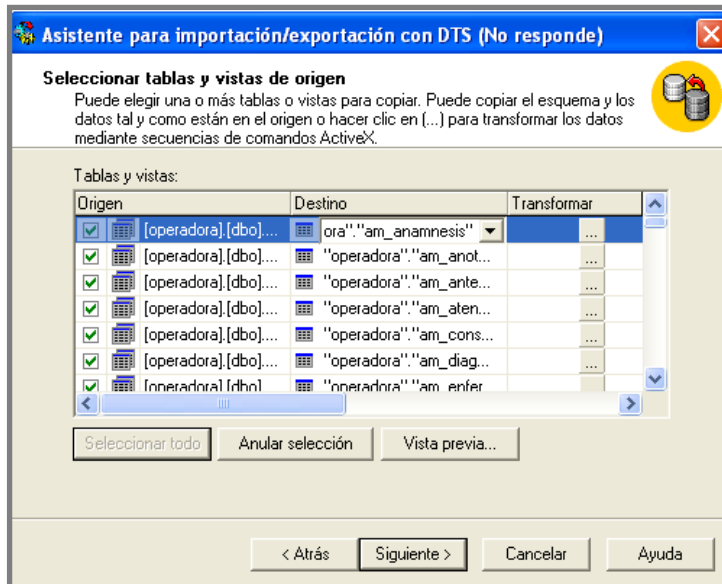 Asistente para importación/exportación con DTS (No responde)
Seleccionar tablas y vistas de origen
Puede elegir una o más tablas o vistas para copiar. Puede copiar el esquema y los
datos tal y como están en el origen o hacer clic en (...) para transformar los datos
mediante secuencias de comandos ActiveX.
Tablas y vistas:
Origen Destino Transformar
[operadora].[dbo].... ora"."am_anamnesis" ...
[operadora].[dbo].... "operadora"."am_anot... ...
[operadora].[dbo].... "operadora"."am_ante... ...
[operadora].[dbo].... "operadora"."am_aten... ...
[operadora].[dbo].... "operadora"."am_cons... ...
[operadora].[dbo].... "operadora"."am_diag... ...
[operadora].[dbo] "operadora"."am_enfer
Seleccionar todo Anular selección Vista previa...
< Atrás Siguiente > Cancelar Ayuda